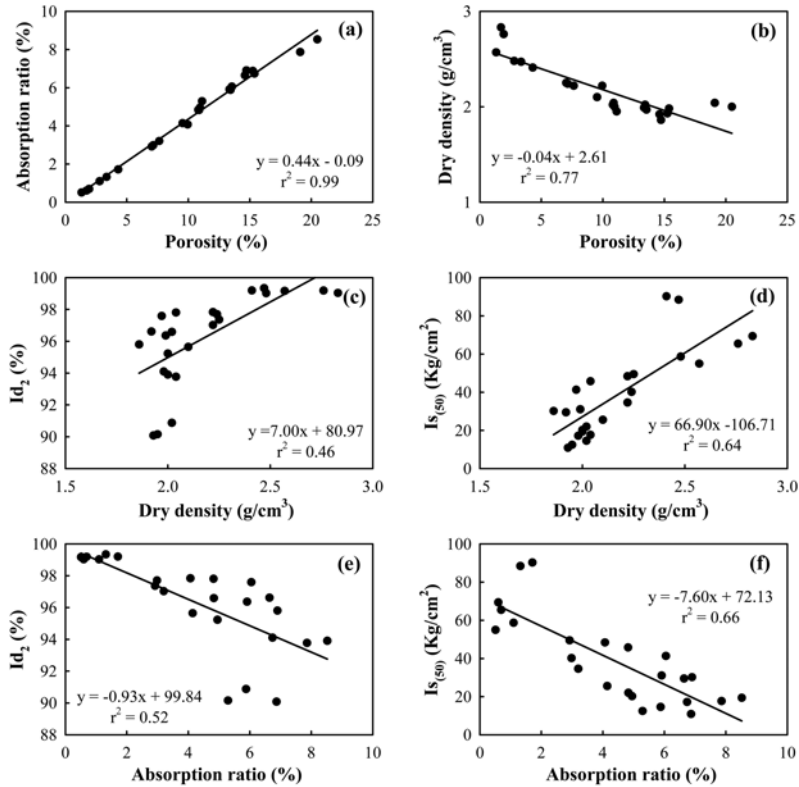 (a)
Absorption ratio (%)
10
8
6
4
2
0
y = 0.44x - 0.09
r² = 0.99
0 5 10 15 20 25
Porosity (%)
(b)
Dry density (g/cm³)
3
2
1
y = -0.04x + 2.61
r² = 0.77
0 5 10 15 20 25
Porosity (%)
(c)
Id₂ (%)
100
98
96
94
92
90
88
y=7.00x + 80.97
r² = 0.46
1.5 2.0 2.5 3.0
Dry density (g/cm³)
(d)
Is₍₅₀₎ (Kg/cm²)
100
80
60
40
20
0
y = 66.90x -106.71
r² = 0.64
1.5 2.0 2.5 3.0
Dry density (g/cm³)
(e)
Id₂ (%)
100
98
96
94
92
90
88
y = -0.93x + 99.84
r² = 0.52
0 2 4 6 8 10
Absorption ratio (%)
(f)
Is₍₅₀₎ (Kg/cm²)
100
80
60
40
20
0
y = -7.60x + 72.13
r² = 0.66
0 2 4 6 8 10
Absorption ratio (%)